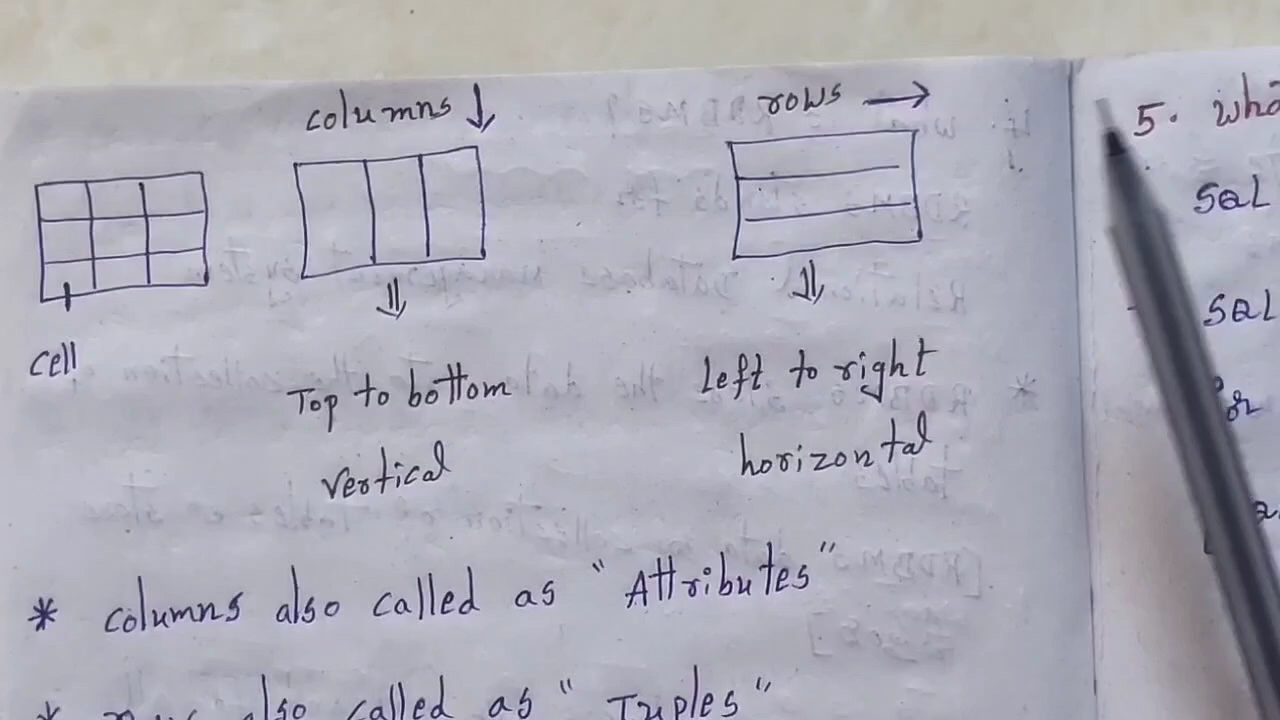 columns ↓
rows →
cell
Top to bottom
vertical
Left to right
horizontal
* columns also called as "Attributes"
* rows also called as "Tuples"
5.
SQL
SQL